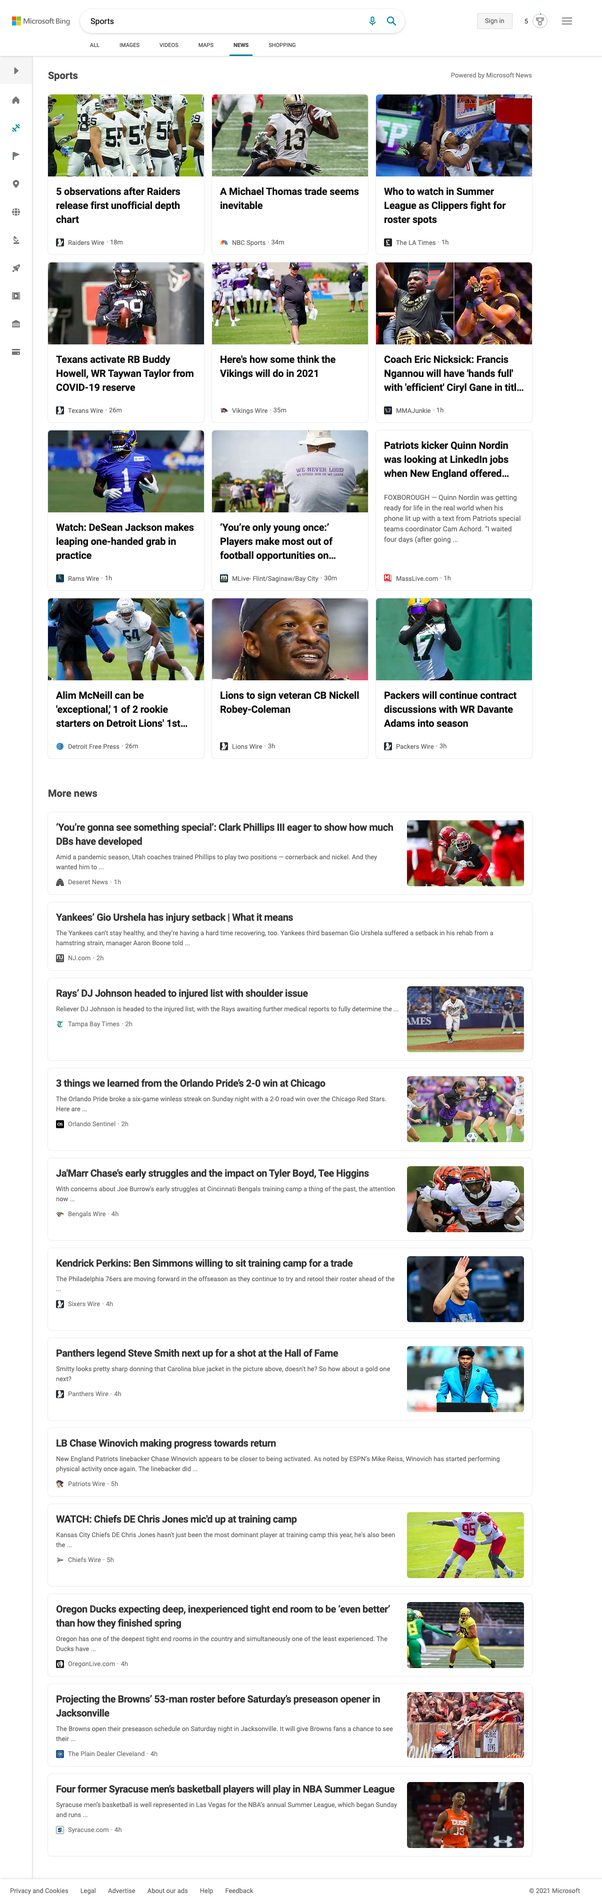 Microsoft Bing
Sports
Sign in
5
ALL
IMAGES
VIDEOS
MAPS
NEWS
SHOPPING
Sports
Powered by Microsoft News
5 observations after Raiders
release first unofficial depth
chart
Raiders Wire · 18m
A Michael Thomas trade seems
inevitable
NBC Sports · 34m
Who to watch in Summer
League as Clippers fight for
roster spots
The LA Times · 1h
Texans activate RB Buddy
Howell, WR Taywan Taylor from
COVID-19 reserve
Texans Wire · 26m
Here's how some think the
Vikings will do in 2021
Vikings Wire · 35m
Coach Eric Nicksick: Francis
Ngannou will have 'hands full'
with 'efficient' Ciryl Gane in titl...
MMAJunkie · 1h
Watch: DeSean Jackson makes
leaping one-handed grab in
practice
Rams Wire · 1h
WE NEVER LOSE
'You're only young once:'
Players make most out of
football opportunities on...
MLive- Flint/Saginaw/Bay City · 30m
Patriots kicker Quinn Nordin
was looking at LinkedIn jobs
when New England offered...
FOXBOROUGH — Quinn Nordin was getting
ready for life in the real world when his
phone lit up with a text from Patriots special
teams coordinator Cam Achord. "I waited
four days (after going ...
MassLive.com · 1h
Alim McNeill can be
'exceptional,' 1 of 2 rookie
starters on Detroit Lions' 1st...
Detroit Free Press · 26m
Lions to sign veteran CB Nickell
Robey-Coleman
Lions Wire · 3h
Packers will continue contract
discussions with WR Davante
Adams into season
Packers Wire · 3h
More news
'You're gonna see something special': Clark Phillips III eager to show how much
DBs have developed
Amid a pandemic season, Utah coaches trained Phillips to play two positions — cornerback and nickel. And they
wanted him to ...
Deseret News · 1h
Yankees' Gio Urshela has injury setback | What it means
The Yankees can't stay healthy, and they're having a hard time recovering, too. Yankees third baseman Gio Urshela suffered a setback in his rehab from a
hamstring strain, manager Aaron Boone told ...
NJ.com · 2h
Rays' DJ Johnson headed to injured list with shoulder issue
Reliever DJ Johnson is headed to the injured list, with the Rays awaiting further medical reports to fully determine the ...
Tampa Bay Times · 2h
3 things we learned from the Orlando Pride's 2-0 win at Chicago
The Orlando Pride broke a six-game winless streak on Sunday night with a 2-0 road win over the Chicago Red Stars.
Here are ...
Orlando Sentinel · 2h
Ja'Marr Chase's early struggles and the impact on Tyler Boyd, Tee Higgins
With concerns about Joe Burrow's early struggles at Cincinnati Bengals training camp a thing of the past, the attention
now ...
Bengals Wire · 4h
Kendrick Perkins: Ben Simmons willing to sit training camp for a trade
The Philadelphia 76ers are moving forward in the offseason as they continue to try and retool their roster ahead of the
...
Sixers Wire · 4h
Panthers legend Steve Smith next up for a shot at the Hall of Fame
Smitty looks pretty sharp donning that Carolina blue jacket in the picture above, doesn't he? So how about a gold one
next?
Panthers Wire · 4h
LB Chase Winovich making progress towards return
New England Patriots linebacker Chase Winovich appears to be closer to being activated. As noted by ESPN's Mike Reiss, Winovich has started performing
physical activity once again. The linebacker did ...
Patriots Wire · 5h
WATCH: Chiefs DE Chris Jones mic'd up at training camp
Kansas City Chiefs DE Chris Jones hasn't just been the most dominant player at training camp this year, he's also been
the ...
Chiefs Wire · 5h
Oregon Ducks expecting deep, inexperienced tight end room to be 'even better'
than how they finished spring
Oregon has one of the deepest tight end rooms in the country and simultaneously one of the least experienced. The
Ducks have ...
OregonLive.com · 4h
Projecting the Browns' 53-man roster before Saturday's preseason opener in
Jacksonville
The Browns open their preseason schedule on Saturday night in Jacksonville. It will give Browns fans a chance to see
their ...
The Plain Dealer Cleveland · 4h
Four former Syracuse men's basketball players will play in NBA Summer League
Syracuse men's basketball is well represented in Las Vegas for the NBA's annual Summer League, which began Sunday
and runs ...
Syracuse.com · 4h
Privacy and Cookies
Legal
Advertise
About our ads
Help
Feedback
© 2021 Microsoft